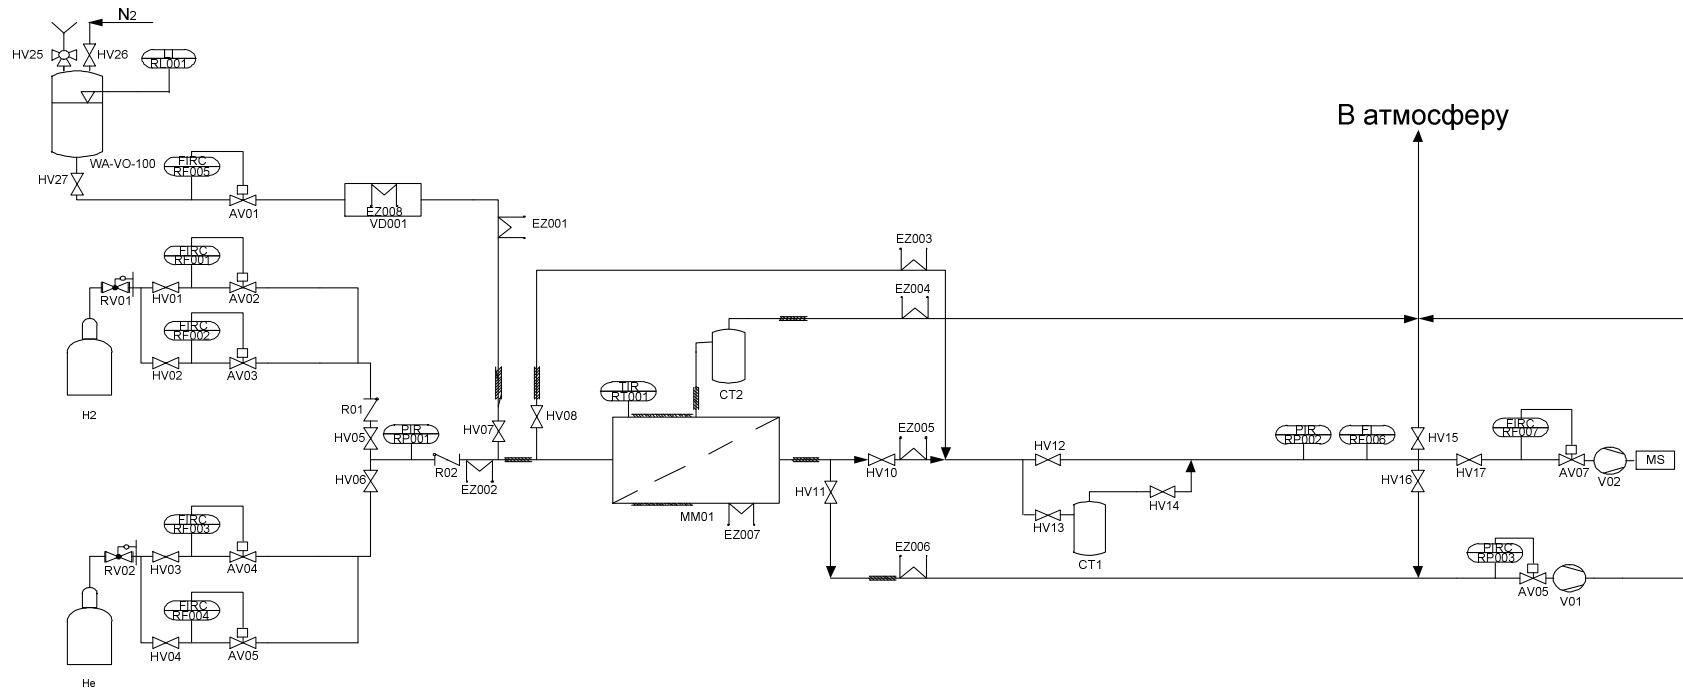 N2
HV25
HV26
LI
RL001
В атмосферу
WA-VO-100
FIRC
RF005
HV27
AV01
EZ008
VD001
EZ001
EZ003
FIRC
RF001
RV01
HV01
AV02
EZ004
FIRC
RF002
HV02
AV03
H2
CT2
TIR
RT001
R01
HV05
PIR
RP001
HV07
HV08
EZ005
HV12
PIR
RP002
FI
RF006
HV15
FIRC
RF007
R02
EZ002
HV06
HV10
HV11
HV13
HV14
HV16
HV17
AV07
V02
MS
MM01
EZ007
CT1
FIRC
RF003
RV02
HV03
AV04
EZ006
PIRC
RP003
AV05
V01
FIRC
RF004
HV04
AV05
He